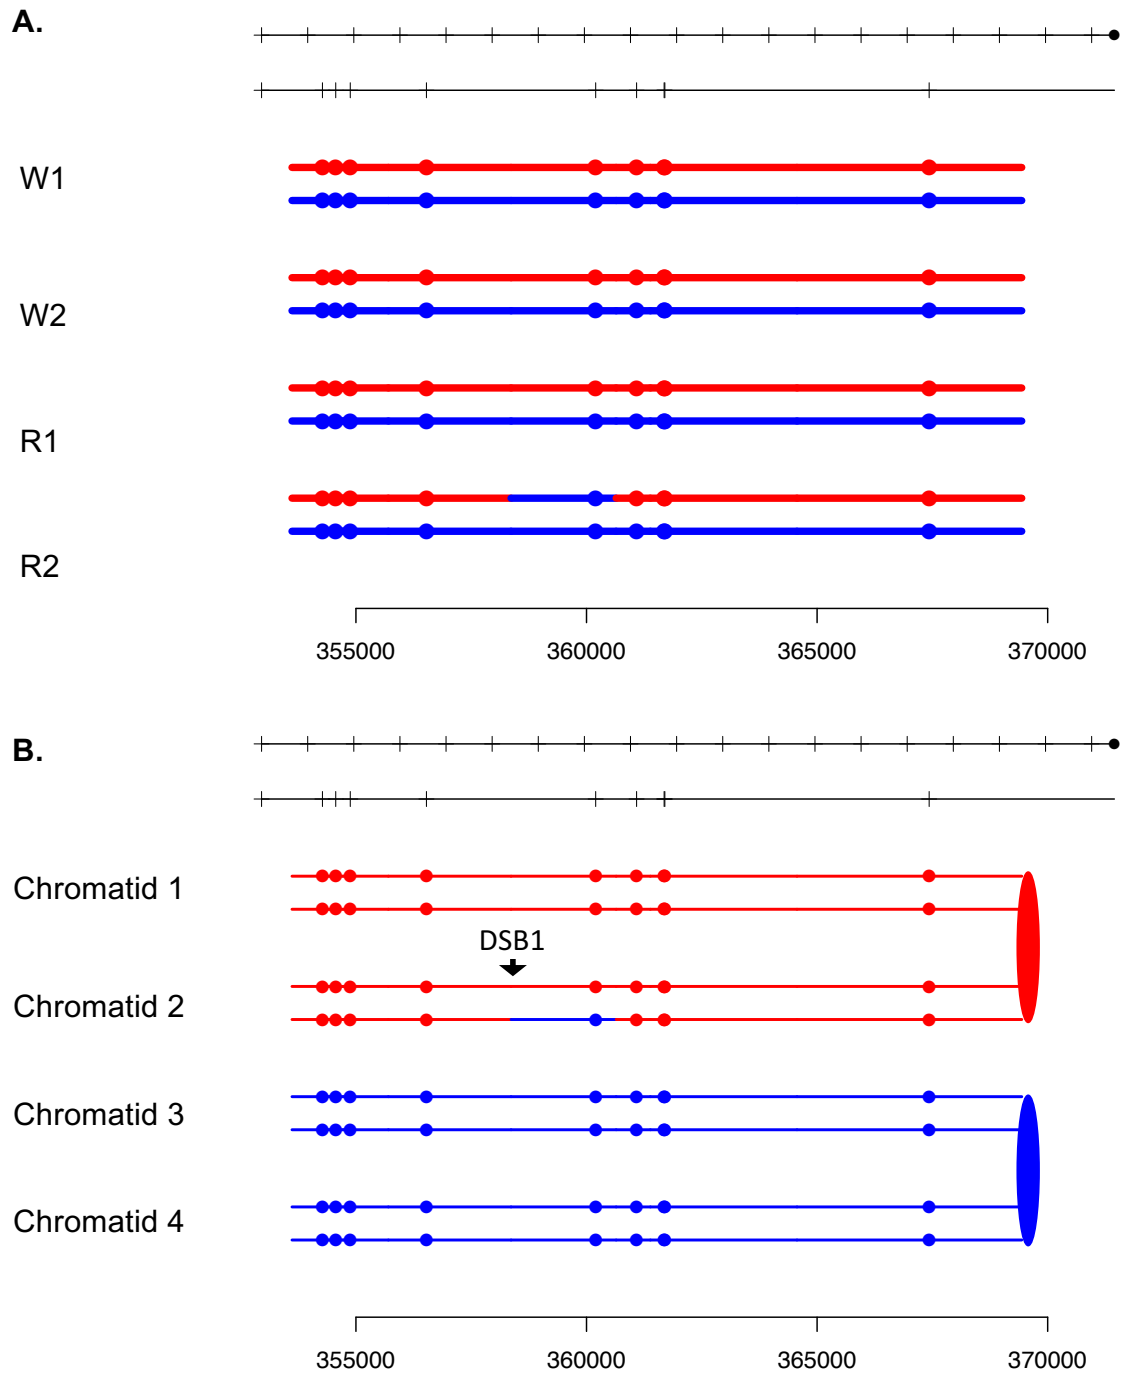 A.
W1
W2
R1
R2
355000 360000 365000 370000
B.
Chromatid 1
DSB1
Chromatid 2
Chromatid 3
Chromatid 4
355000 360000 365000 370000